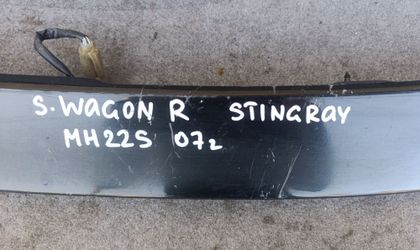 S. WAGON R STINGRAY
MH22S 07г